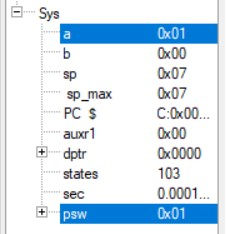 Sys
a 0x01
b 0x00
sp 0x07
sp_max 0x07
PC $ C:0x00...
auxr1 0x00
dptr 0x0000
states 103
sec 0.0001...
psw 0x01